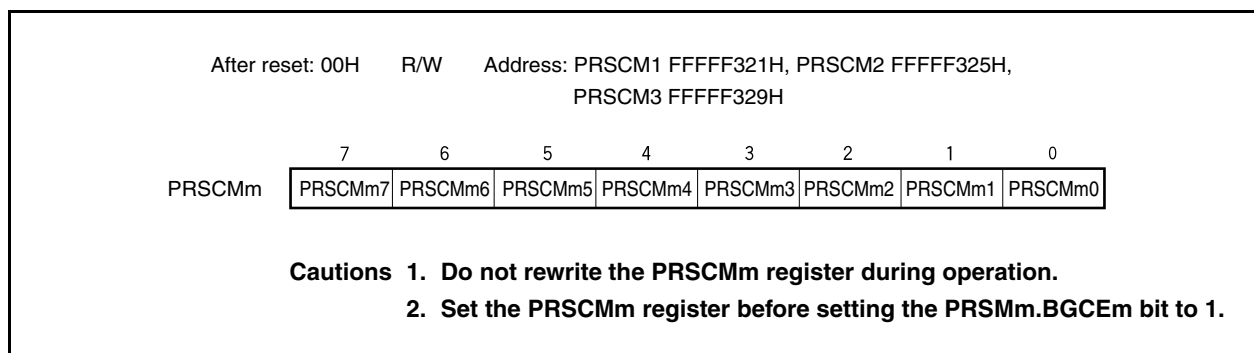 After reset: 00H R/W Address: PRSCM1 FFFFF321H, PRSCM2 FFFFF325H,
PRSCM3 FFFFF329H
7 6 5 4 3 2 1 0
PRSCMm PRSCMm7 PRSCMm6 PRSCMm5 PRSCMm4 PRSCMm3 PRSCMm2 PRSCMm1 PRSCMm0
Cautions 1. Do not rewrite the PRSCMm register during operation.
2. Set the PRSCMm register before setting the PRSMm.BGCEm bit to 1.